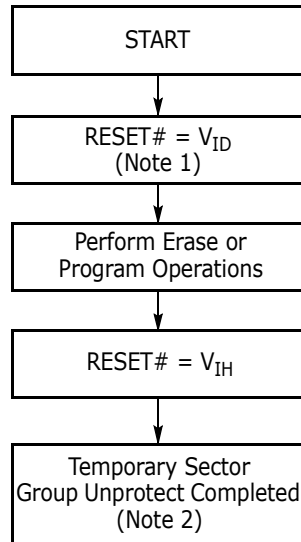 START
RESET# = VID
(Note 1)
Perform Erase or
Program Operations
RESET# = VIH
Temporary Sector
Group Unprotect Completed
(Note 2)